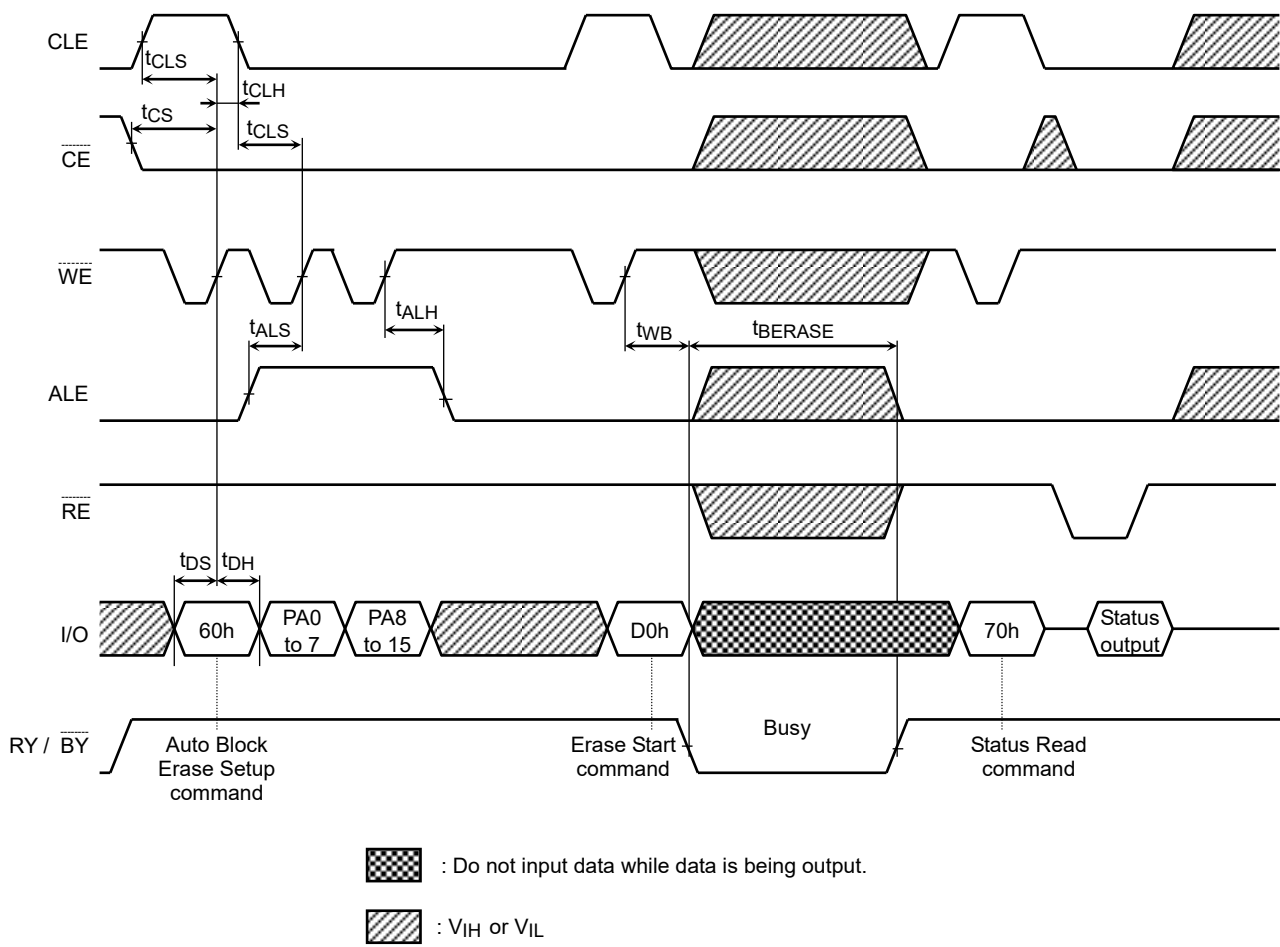 CLE
tCLS
tCLH
tCS
tCLS
CE
WE
tALS
tALH
tWB
tBERASE
ALE
RE
tDS
tDH
I/O
60h
PA0
to 7
PA8
to 15
D0h
70h
Status
output
RY / BY
Busy
Auto Block
Erase Setup
command
Erase Start
command
Status Read
command
: Do not input data while data is being output.
: VIH or VIL